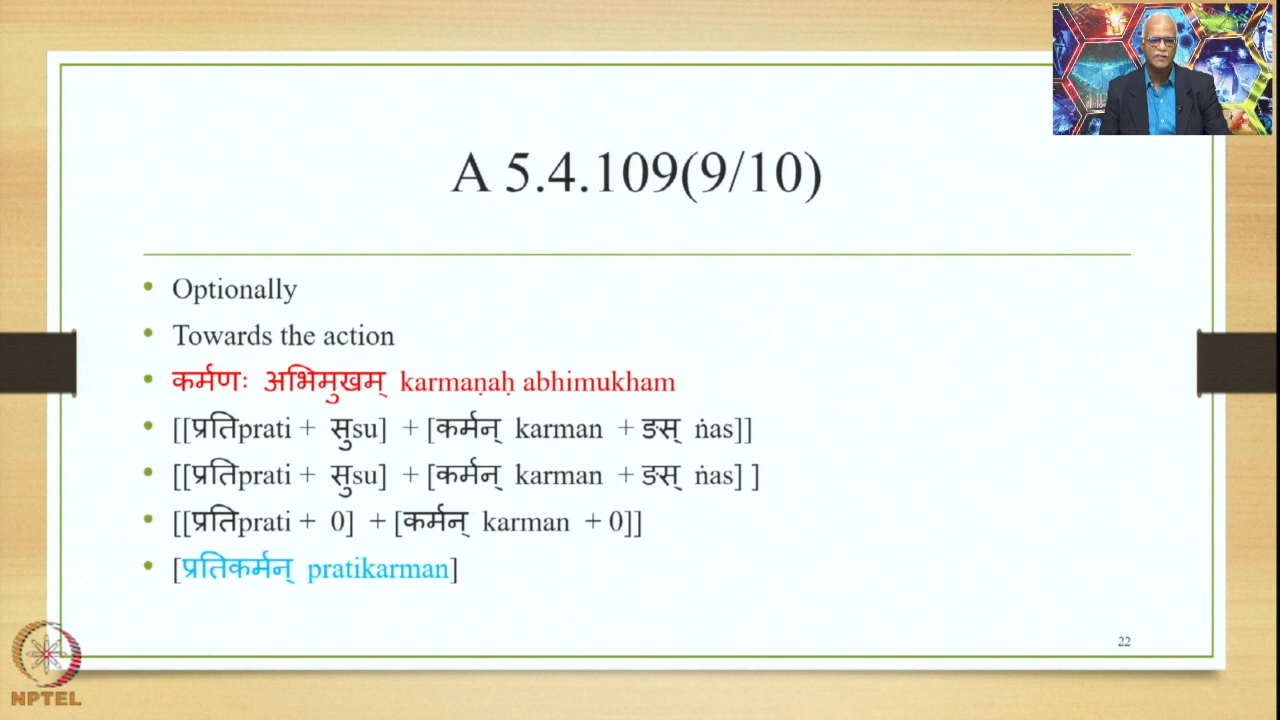 A 5.4.109(9/10)
• Optionally
• Towards the action
• कर्मणः अभिमुखम् karmaṇaḥ abhimukham
• [[प्रतिprati + सुsu] + [कर्मन् karman + ङस् ṅas]]
• [[प्रतिprati + सुsu] + [कर्मन् karman + ङस् ṅas] ]
• [[प्रतिprati + 0] + [कर्मन् karman + 0]]
• [प्रतिकर्मन् pratikarman]
22
NPTEL